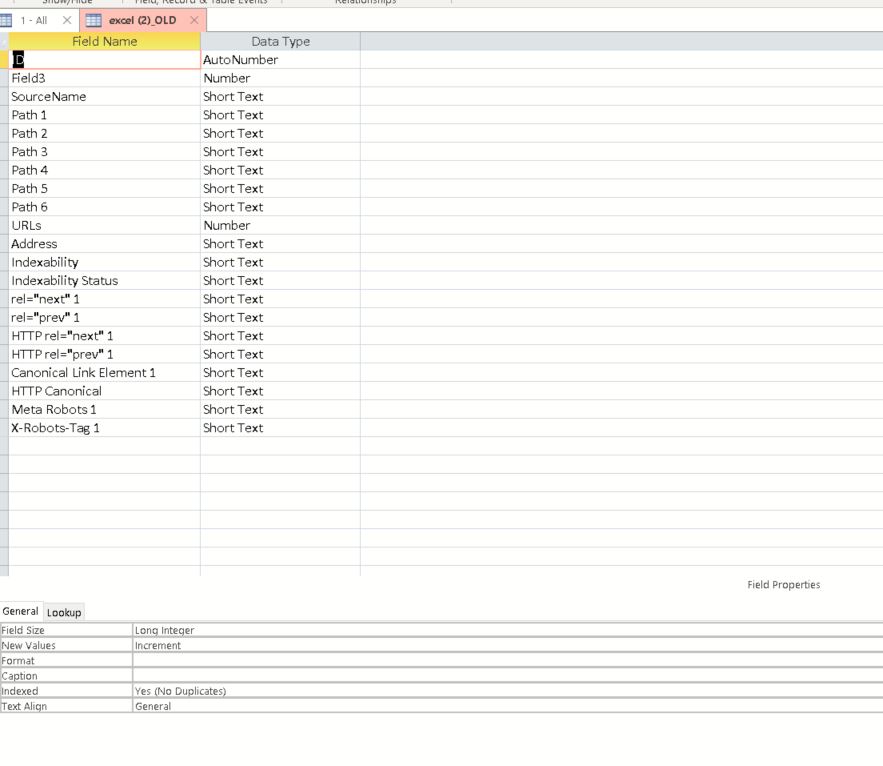 Show/Hide Field, Record & Table Events Relationships
1 - All excel (2)_OLD
Field Name Data Type
ID AutoNumber
Field3 Number
SourceName Short Text
Path 1 Short Text
Path 2 Short Text
Path 3 Short Text
Path 4 Short Text
Path 5 Short Text
Path 6 Short Text
URLs Number
Address Short Text
Indexability Short Text
Indexability Status Short Text
rel="next" 1 Short Text
rel="prev" 1 Short Text
HTTP rel="next" 1 Short Text
HTTP rel="prev" 1 Short Text
Canonical Link Element 1 Short Text
HTTP Canonical Short Text
Meta Robots 1 Short Text
X-Robots-Tag 1 Short Text
Field Properties
General Lookup
Field Size Long Integer
New Values Increment
Format
Caption
Indexed Yes (No Duplicates)
Text Align General